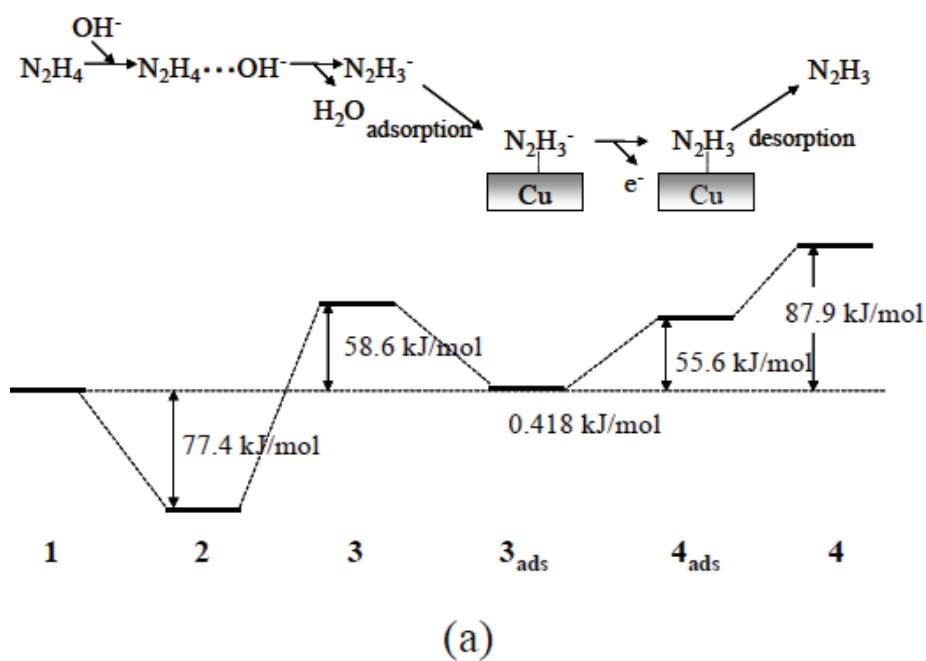 OH⁻
N₂H₄ N₂H₄⋯OH⁻ N₂H₃⁻ N₂H₃
H₂O adsorption N₂H₃⁻ N₂H₃ desorption
e⁻
Cu Cu
87.9 kJ/mol
58.6 kJ/mol 55.6 kJ/mol
0.418 kJ/mol
77.4 kJ/mol
1 2 3 3ads 4ads 4
(a)